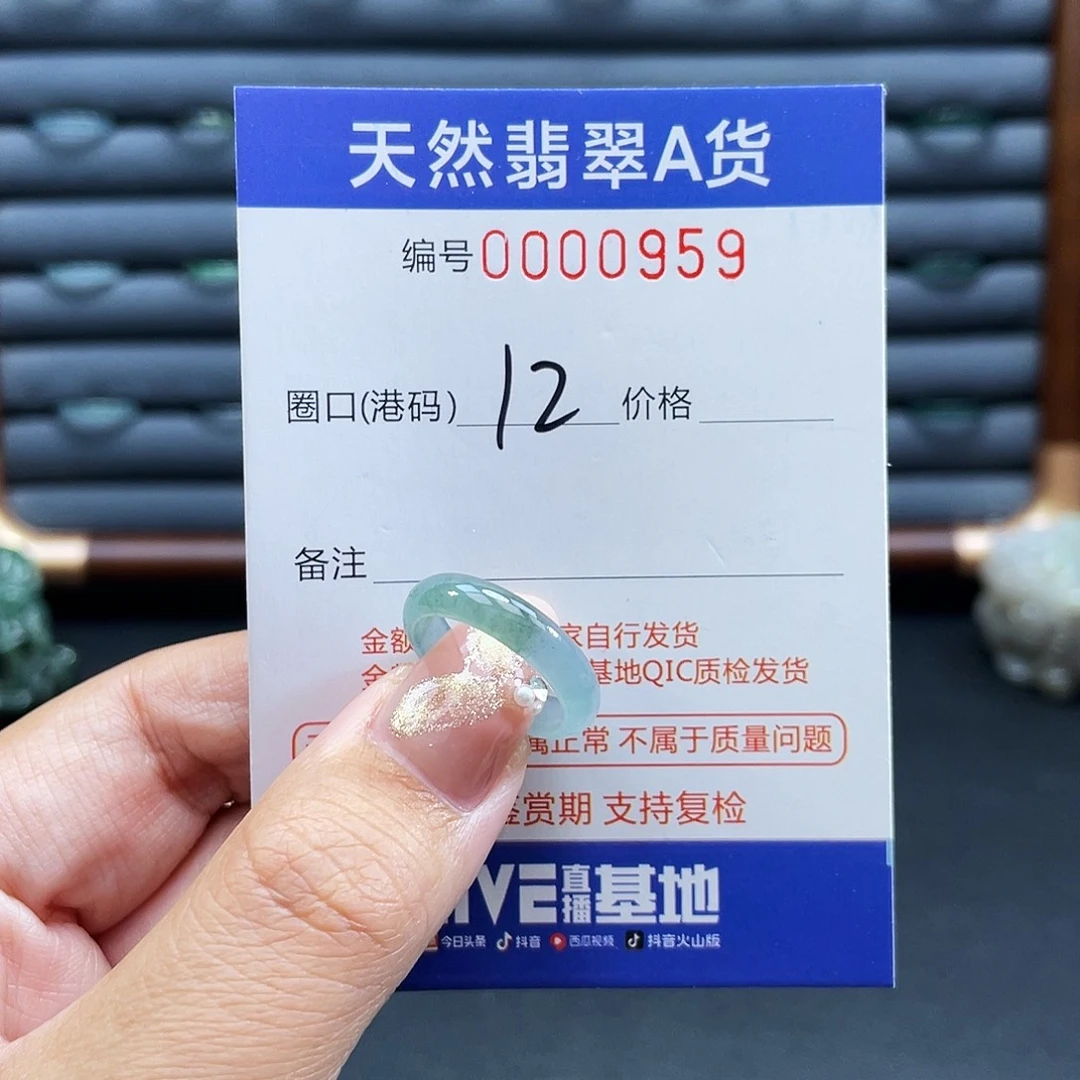 天然翡翠A货
编号0000959
圈口(港码) 12 价格
备注
金额 家自行发货
基地QIC质检发货
属正常 不属于质量问题
鉴赏期 支持复检
直播基地
今日头条 抖音 西瓜视频 抖音火山版